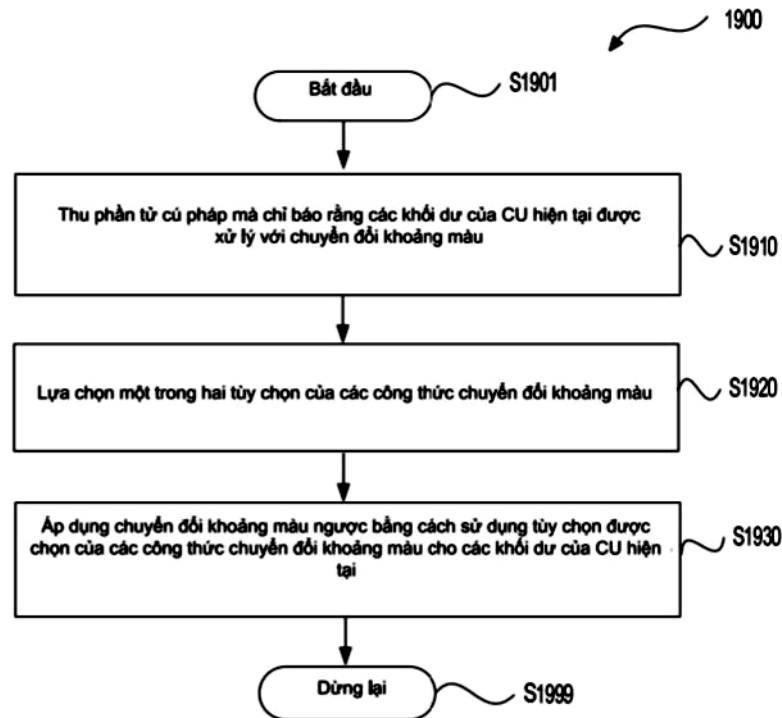 1900
Bắt đầu
S1901
Thu phần tử cú pháp mà chỉ báo rằng các khối dư của CU hiện tại được
xử lý với chuyển đổi khoảng màu
S1910
Lựa chọn một trong hai tùy chọn của các công thức chuyển đổi khoảng màu
S1920
Áp dụng chuyển đổi khoảng màu ngược bằng cách sử dụng tùy chọn được
chọn của các công thức chuyển đổi khoảng màu cho các khối dư của CU hiện
tại
S1930
Dừng lại
S1999